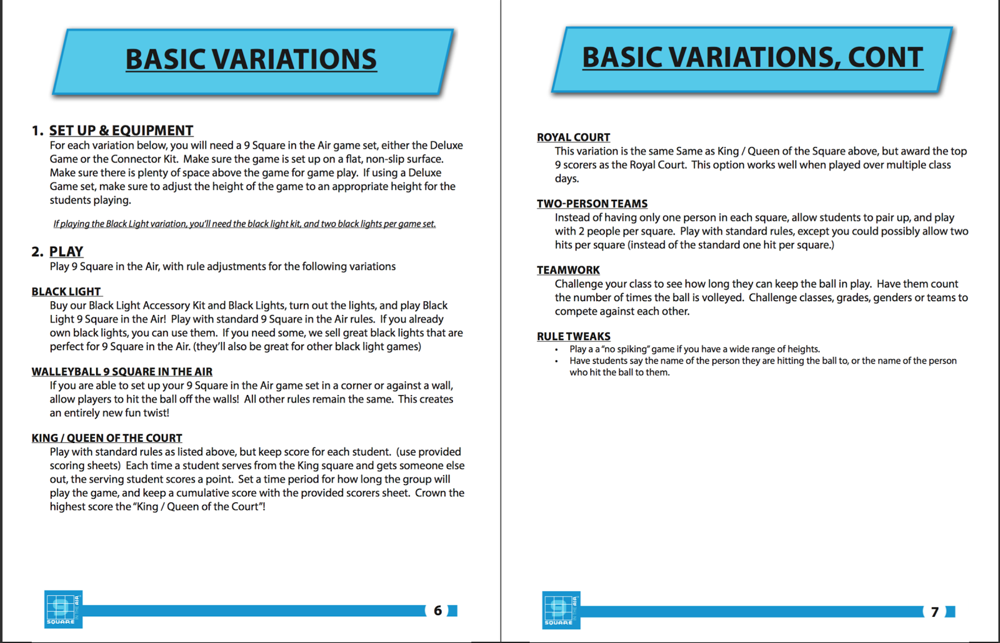 BASIC VARIATIONS
1. SET UP & EQUIPMENT
For each variation below, you will need a 9 Square in the Air game set, either the Deluxe
Game or the Connector Kit. Make sure the game is set up on a flat, non-slip surface.
Make sure there is plenty of space above the game for game play. If using a Deluxe
Game set, make sure to adjust the height of the game to an appropriate height for the
students playing.
If playing the Black Light variation, you'll need the black light kit, and two black lights per game set.
2. PLAY
Play 9 Square in the Air, with rule adjustments for the following variations
BLACK LIGHT
Buy our Black Light Accessory Kit and Black Lights, turn out the lights, and play Black
Light 9 Square in the Air! Play with standard 9 Square in the Air rules. If you already
own black lights, you can use them. If you need some, we sell great black lights that are
perfect for 9 Square in the Air. (they'll also be great for other black light games)
WALLEYBALL 9 SQUARE IN THE AIR
If you are able to set up your 9 Square in the Air game set in a corner or against a wall,
allow players to hit the ball off the walls! All other rules remain the same. This creates
an entirely new fun twist!
KING / QUEEN OF THE COURT
Play with standard rules as listed above, but keep score for each student. (use provided
scoring sheets) Each time a student serves from the King square and gets someone else
out, the serving student scores a point. Set a time period for how long the group will
play the game, and keep a cumulative score with the provided scorers sheet. Crown the
highest score the "King / Queen of the Court"!
9
SQUARE
IN THE AIR
6
BASIC VARIATIONS, CONT
ROYAL COURT
This variation is the same Same as King / Queen of the Square above, but award the top
9 scorers as the Royal Court. This option works well when played over multiple class
days.
TWO-PERSON TEAMS
Instead of having only one person in each square, allow students to pair up, and play
with 2 people per square. Play with standard rules, except you could possibly allow two
hits per square (instead of the standard one hit per square.)
TEAMWORK
Challenge your class to see how long they can keep the ball in play. Have them count
the number of times the ball is volleyed. Challenge classes, grades, genders or teams to
compete against each other.
RULE TWEAKS
• Play a a "no spiking" game if you have a wide range of heights.
• Have students say the name of the person they are hitting the ball to, or the name of the person
who hit the ball to them.
9
SQUARE
IN THE AIR
7